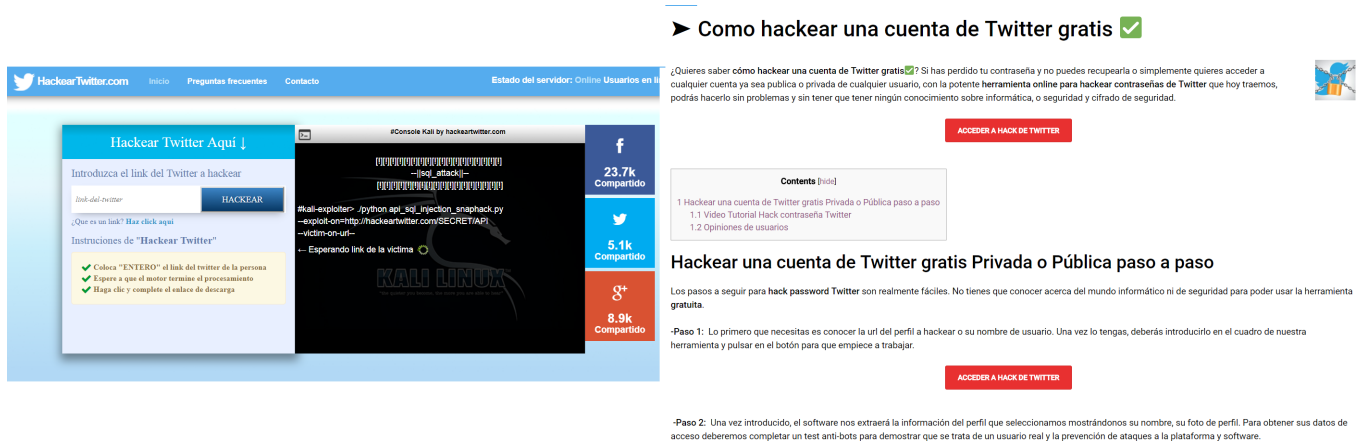 HackearTwitter.com Inicio Preguntas frecuentes Contacto Estado del servidor: Online Usuarios en lí
Hackear Twitter Aquí ↓
Introduzca el link del Twitter a hackear
link-del-twitter HACKEAR
¿Que es un link? Haz click aqui
Instruciones de "Hackear Twitter"
✔ Coloca "ENTERO" el link del twitter de la persona
✔ Espere a que el motor termine el procesamiento
✔ Haga clic y complete el enlace de descarga
#Console Kali by hackeartwitter.com
[!][!][!][!][!][!][!][!][!][!][!][!][!][!]
--||sql_attack||--
[!][!][!][!][!][!][!][!][!][!][!][!][!][!]
#kali-exploiter> ./python api_sql_injection_snaphack.py
--exploit-on=http://hackeartwitter.com/SECRET/API
--victim-on-url--
← Esperando link de la victima
KALI LINUX
23.7k
Compartido
5.1k
Compartido
g+
8.9k
Compartido
➤ Como hackear una cuenta de Twitter gratis ✅
¿Quieres saber cómo hackear una cuenta de Twitter gratis✅? Si has perdido tu contraseña y no puedes recupearla o simplemente quieres acceder a
cualquier cuenta ya sea publica o privada de cualquier usuario, con la potente herramienta online para hackear contraseñas de Twitter que hoy traemos,
podrás hacerlo sin problemas y sin tener que tener ningún conocimiento sobre informática, o seguridad y cifrado de seguridad.
ACCEDER A HACK DE TWITTER
Contents [hide]
1 Hackear una cuenta de Twitter gratis Privada o Pública paso a paso
1.1 Video Tutorial Hack contraseña Twitter
1.2 Opiniones de usuarios
Hackear una cuenta de Twitter gratis Privada o Pública paso a paso
Los pasos a seguir para hack password Twitter son realmente fáciles. No tienes que conocer acerca del mundo informático ni de seguridad para poder usar la herramienta
gratuita.
-Paso 1: Lo primero que necesitas es conocer la url del perfil a hackear o su nombre de usuario. Una vez lo tengas, deberás introducirlo en el cuadro de nuestra
herramienta y pulsar en el botón para que empiece a trabajar.
ACCEDER A HACK DE TWITTER
-Paso 2: Una vez introducido, el software nos extraerá la información del perfil que seleccionamos mostrándonos su nombre, su foto de perfil. Para obtener sus datos de
acceso deberemos completar un test anti-bots para demostrar que se trata de un usuario real y la prevención de ataques a la plataforma y software.